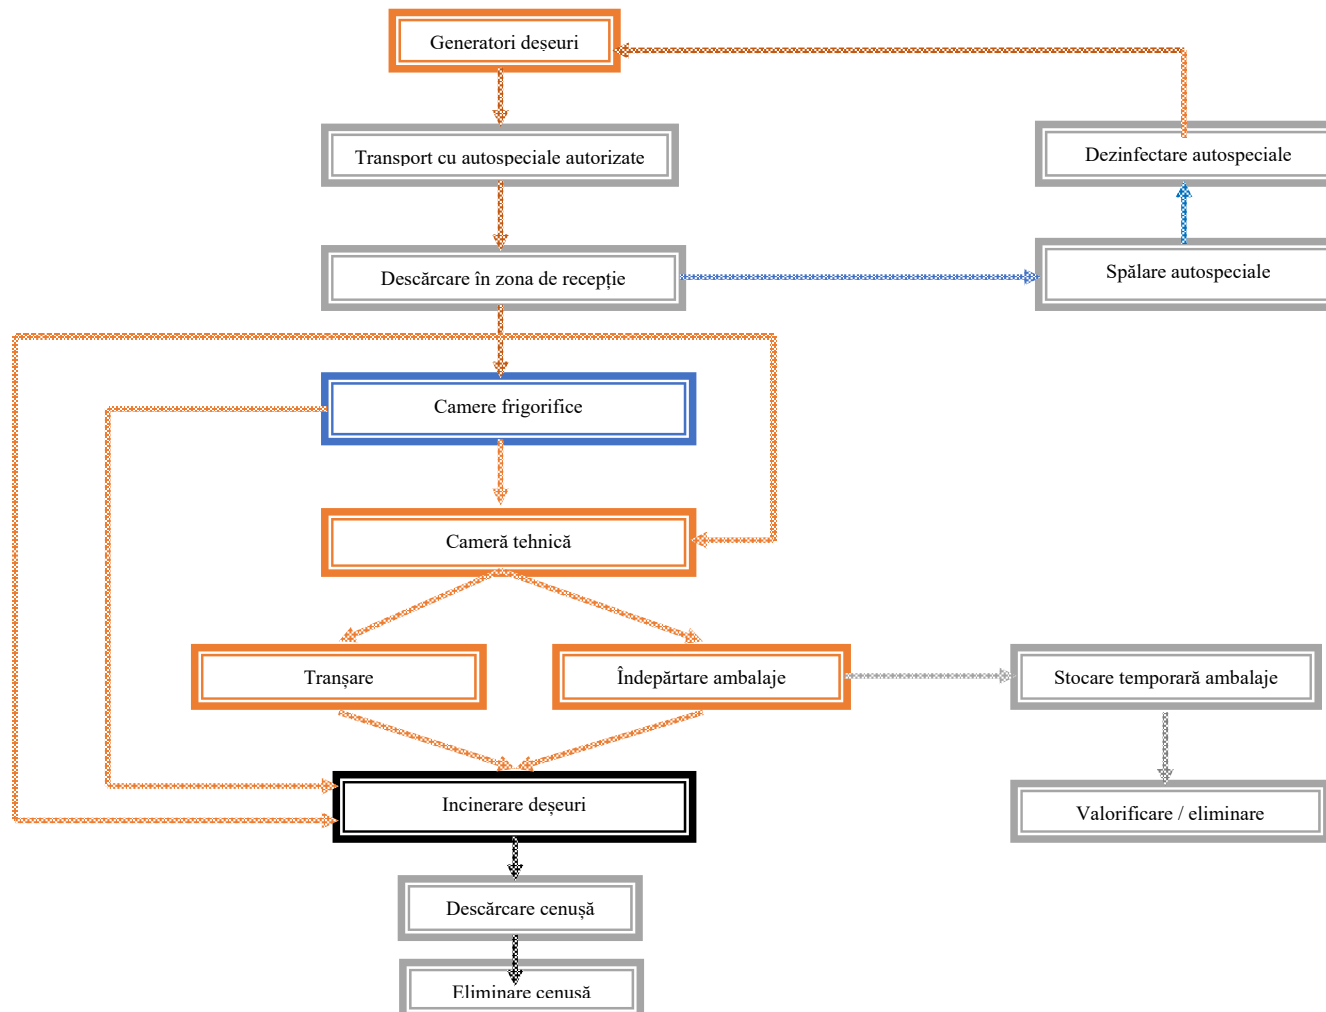 Generatori deșeuri
Transport cu autospeciale autorizate
Dezinfectare autospeciale
Descărcare în zona de recepție
Spălare autospeciale
Camere frigorifice
Cameră tehnică
Tranșare
Îndepărtare ambalaje
Stocare temporară ambalaje
Incinerare deșeuri
Valorificare / eliminare
Descărcare cenușă
Eliminare cenușă